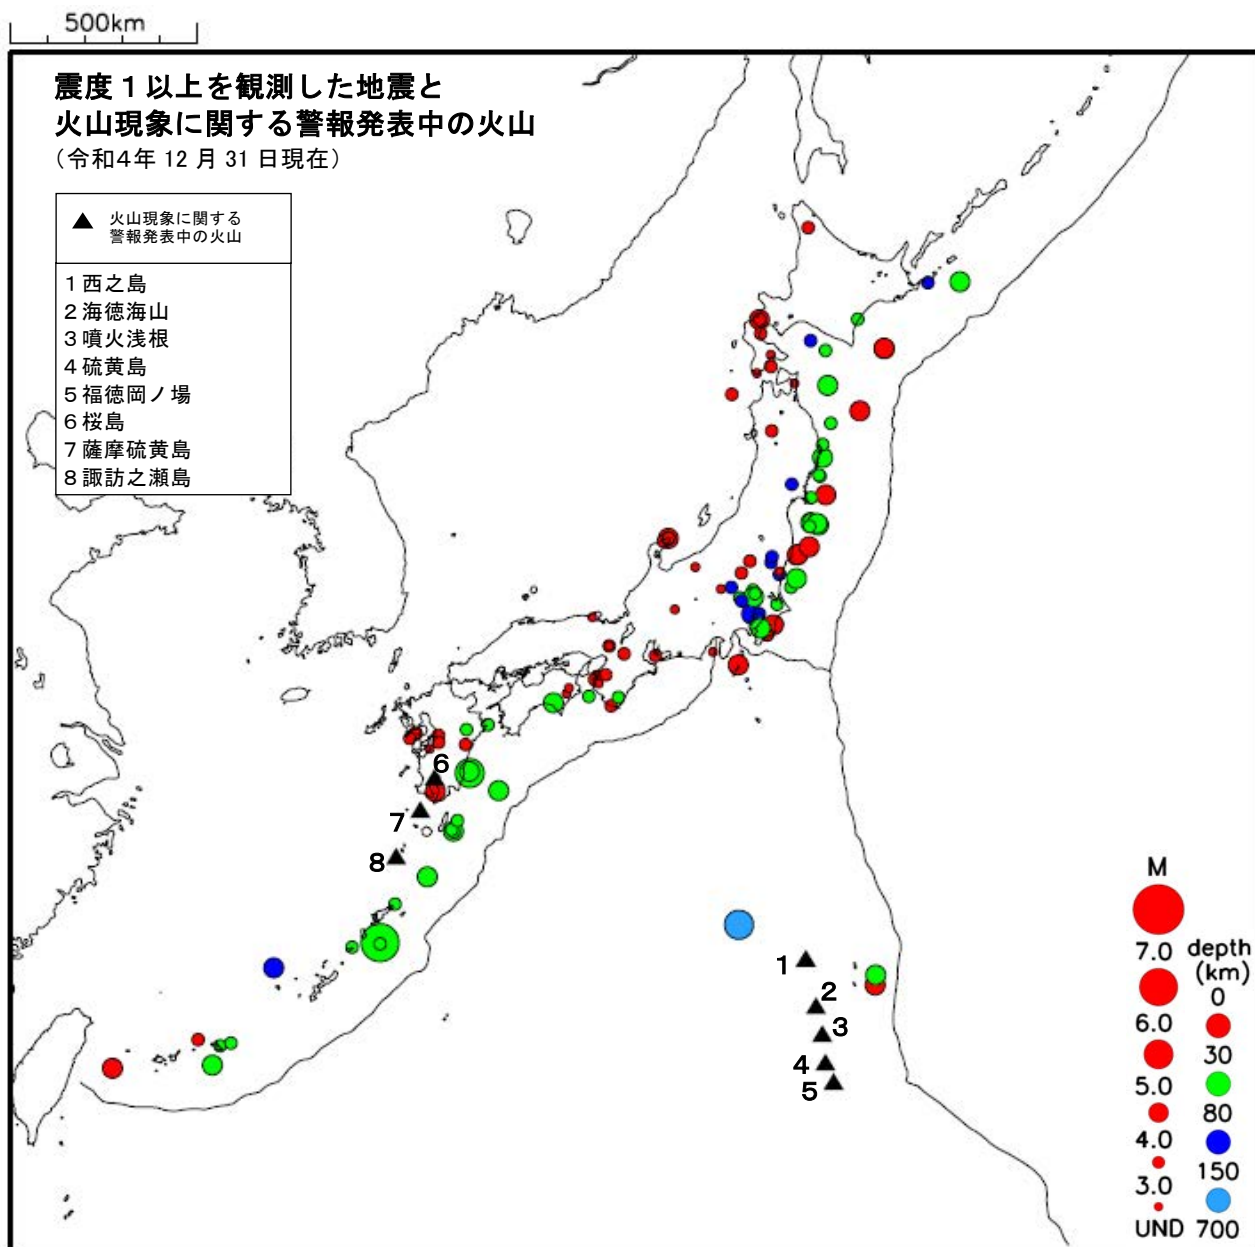 500km
震度１以上を観測した地震と
火山現象に関する警報発表中の火山
（令和4年 12 月 31 日現在）
▲ 火山現象に関する
警報発表中の火山
1 西之島
2 海徳海山
3 噴火浅根
4 硫黄島
5 福徳岡ノ場
6 桜島
7 薩摩硫黄島
8 諏訪之瀬島
6
7
8
1
2
3
4
5
M
7.0
6.0
5.0
4.0
3.0
UND
depth
(km)
0
30
80
150
700